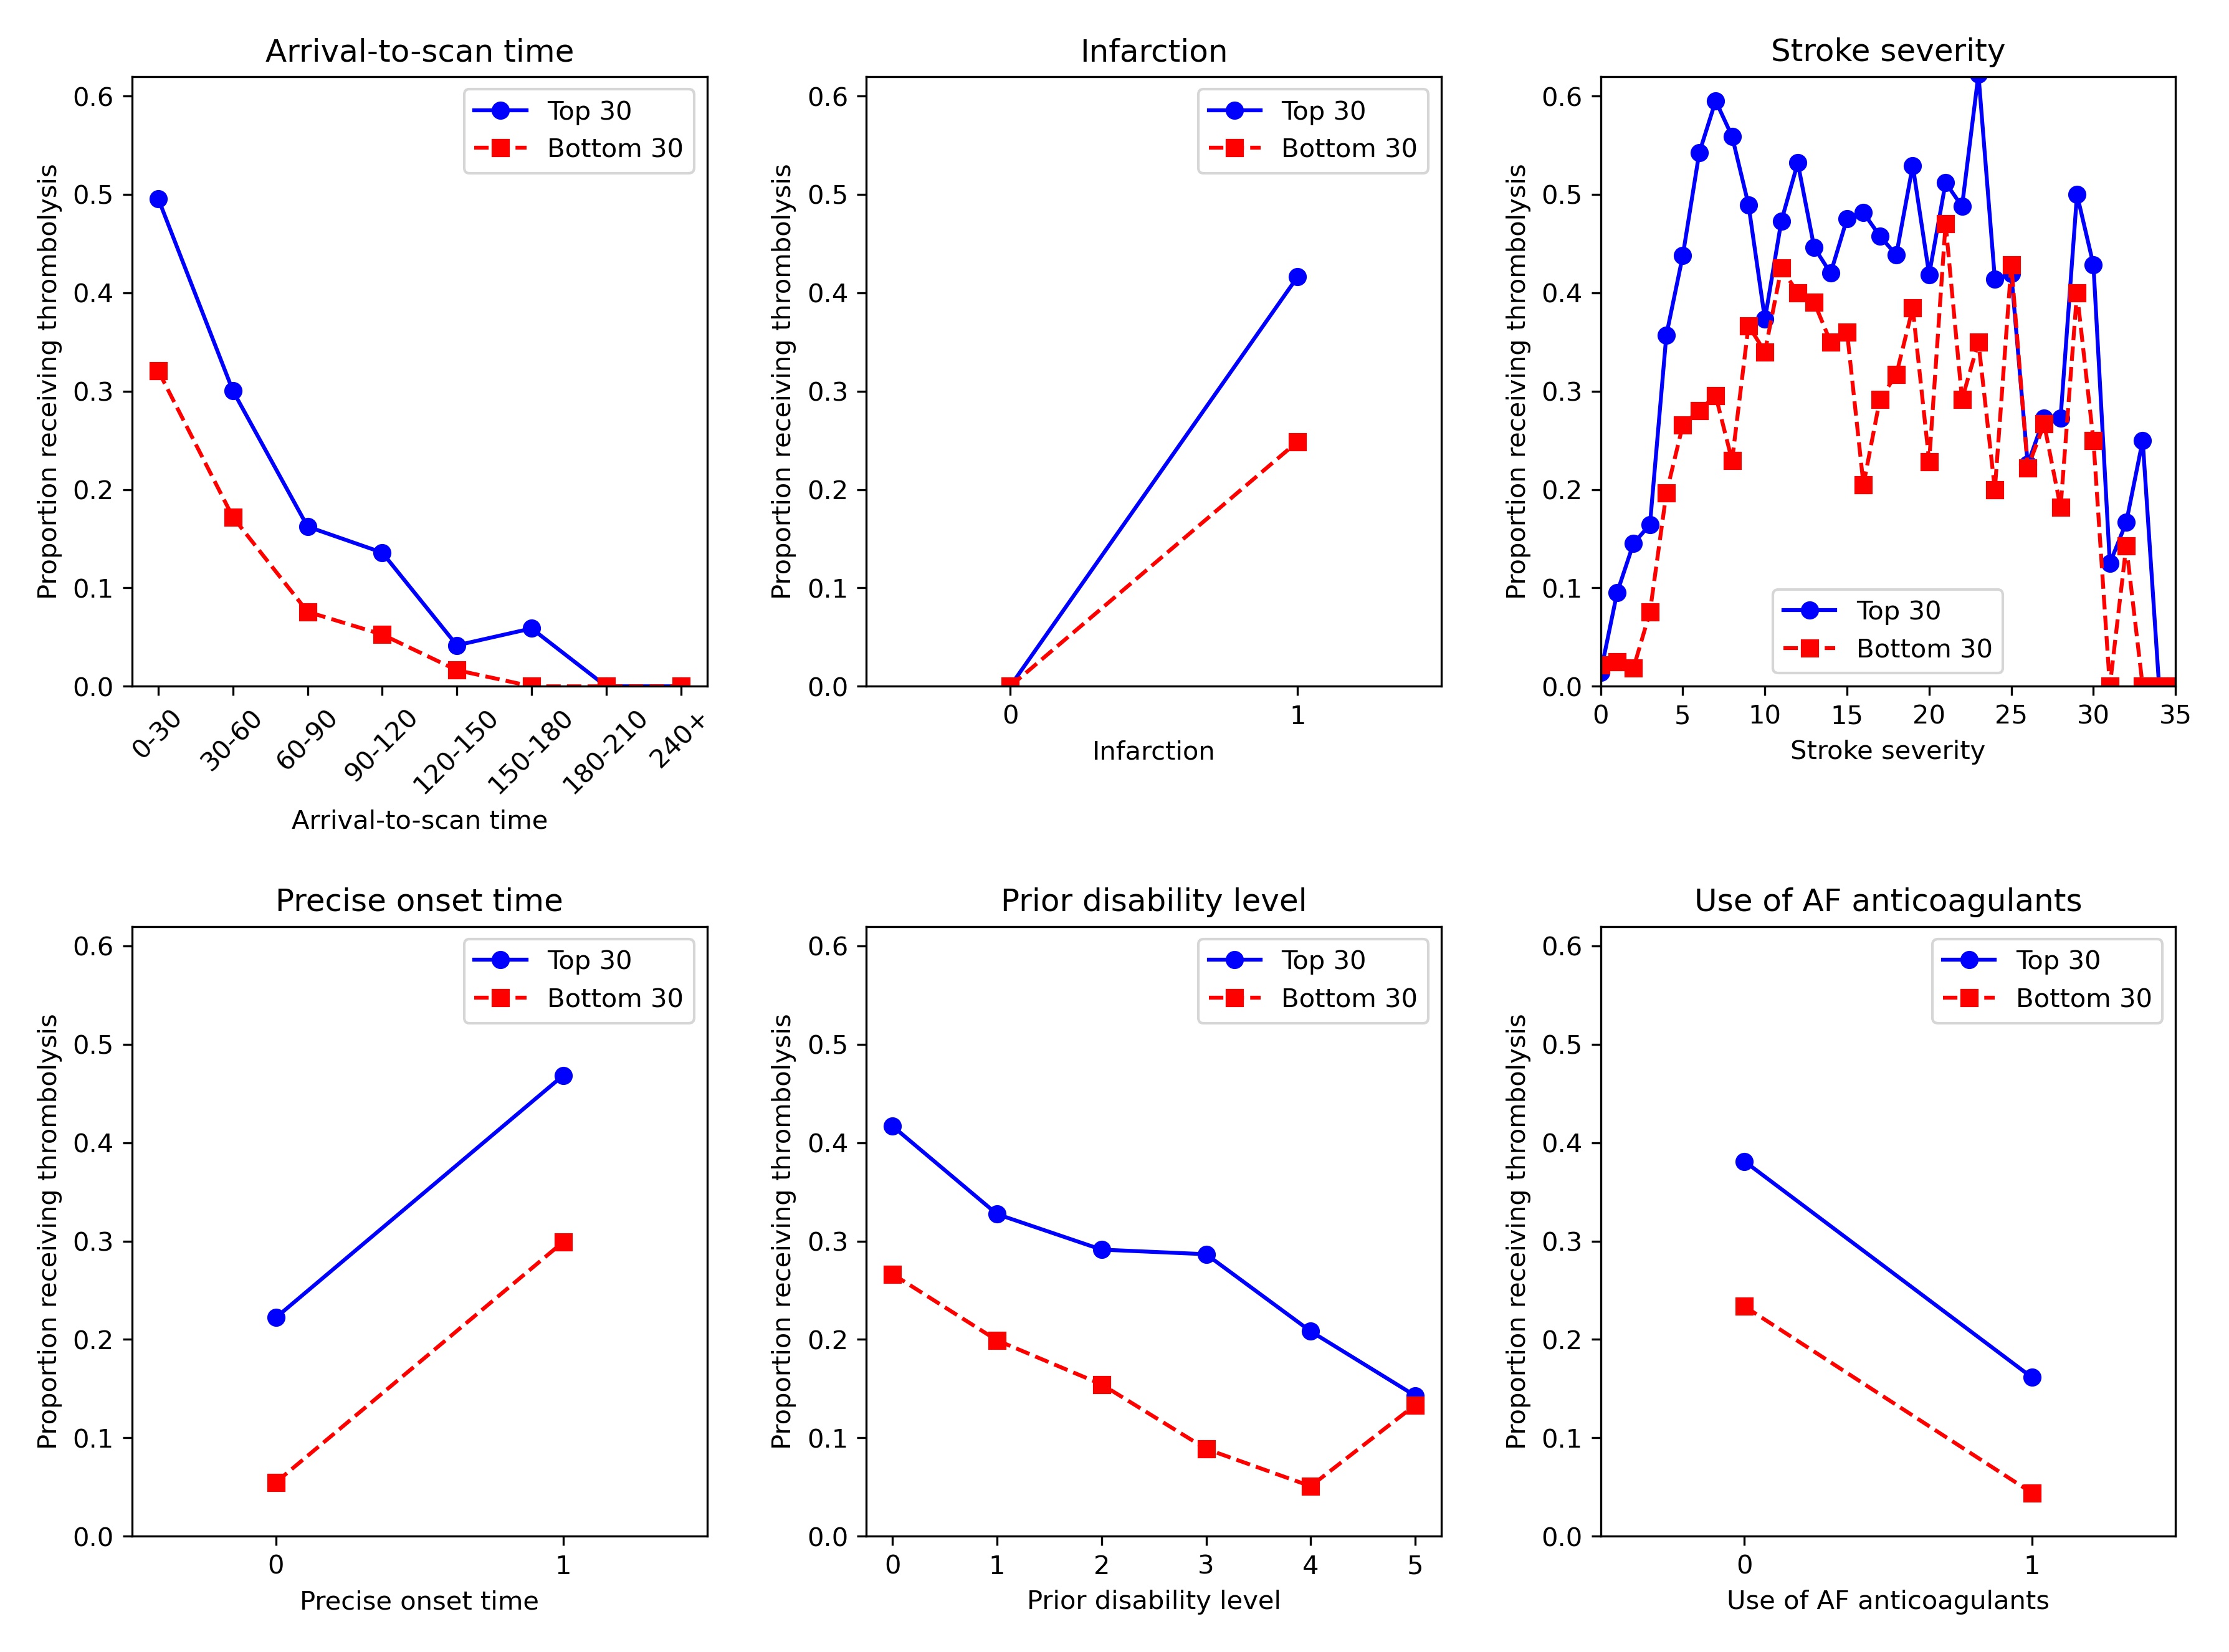 Arrival-to-scan time
Proportion receiving thrombolysis
0.6
0.5
0.4
0.3
0.2
0.1
0.0
Top 30
Bottom 30
0-30
30-60
60-90
90-120
120-150
150-180
180-210
240+
Arrival-to-scan time
Infarction
Proportion receiving thrombolysis
0.6
0.5
0.4
0.3
0.2
0.1
0.0
Top 30
Bottom 30
0 1
Infarction
Stroke severity
Proportion receiving thrombolysis
0.6
0.5
0.4
0.3
0.2
0.1
0.0
Top 30
Bottom 30
0 5 10 15 20 25 30 35
Stroke severity
Precise onset time
Proportion receiving thrombolysis
0.6
0.5
0.4
0.3
0.2
0.1
0.0
Top 30
Bottom 30
0 1
Precise onset time
Prior disability level
Proportion receiving thrombolysis
0.6
0.5
0.4
0.3
0.2
0.1
0.0
Top 30
Bottom 30
0 1 2 3 4 5
Prior disability level
Use of AF anticoagulants
Proportion receiving thrombolysis
0.6
0.5
0.4
0.3
0.2
0.1
0.0
Top 30
Bottom 30
0 1
Use of AF anticoagulants